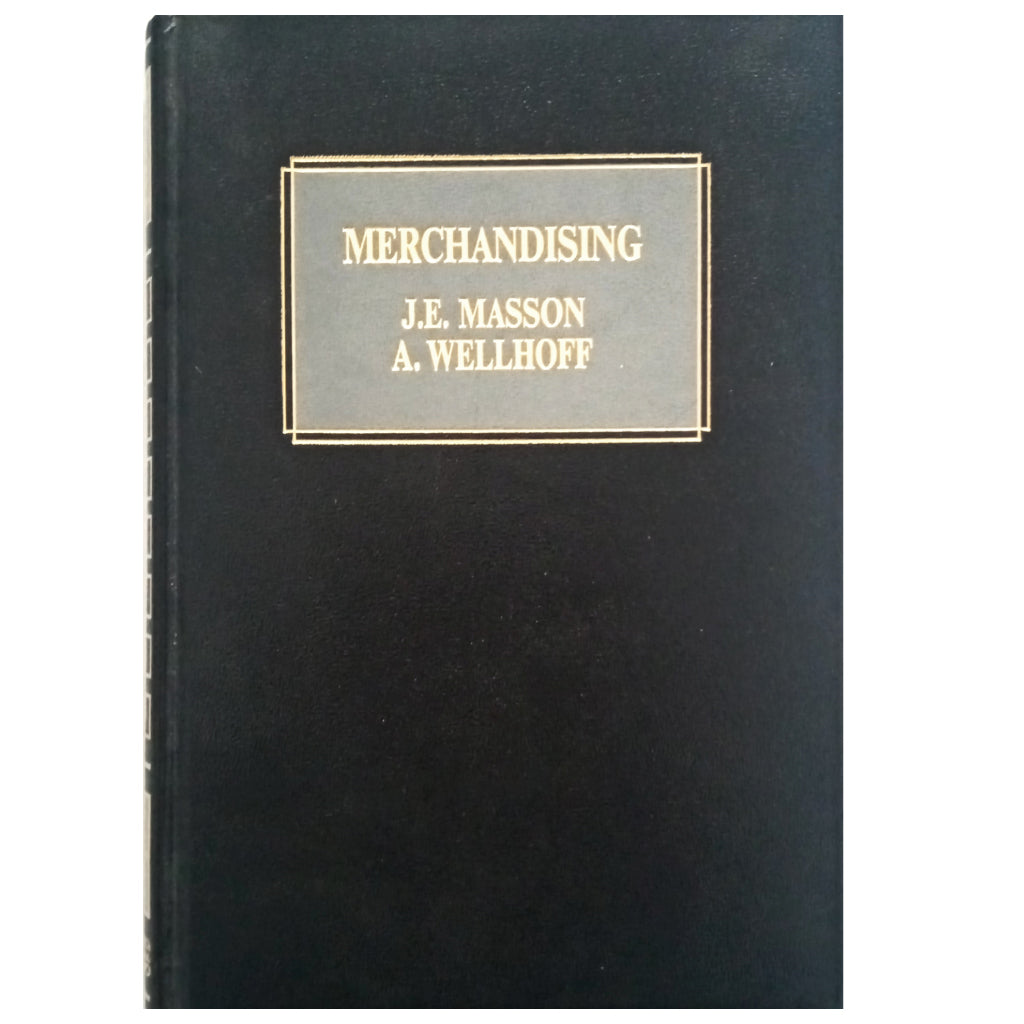 MERCHANDISING
J.E. MASSON
A. WELLHOFF